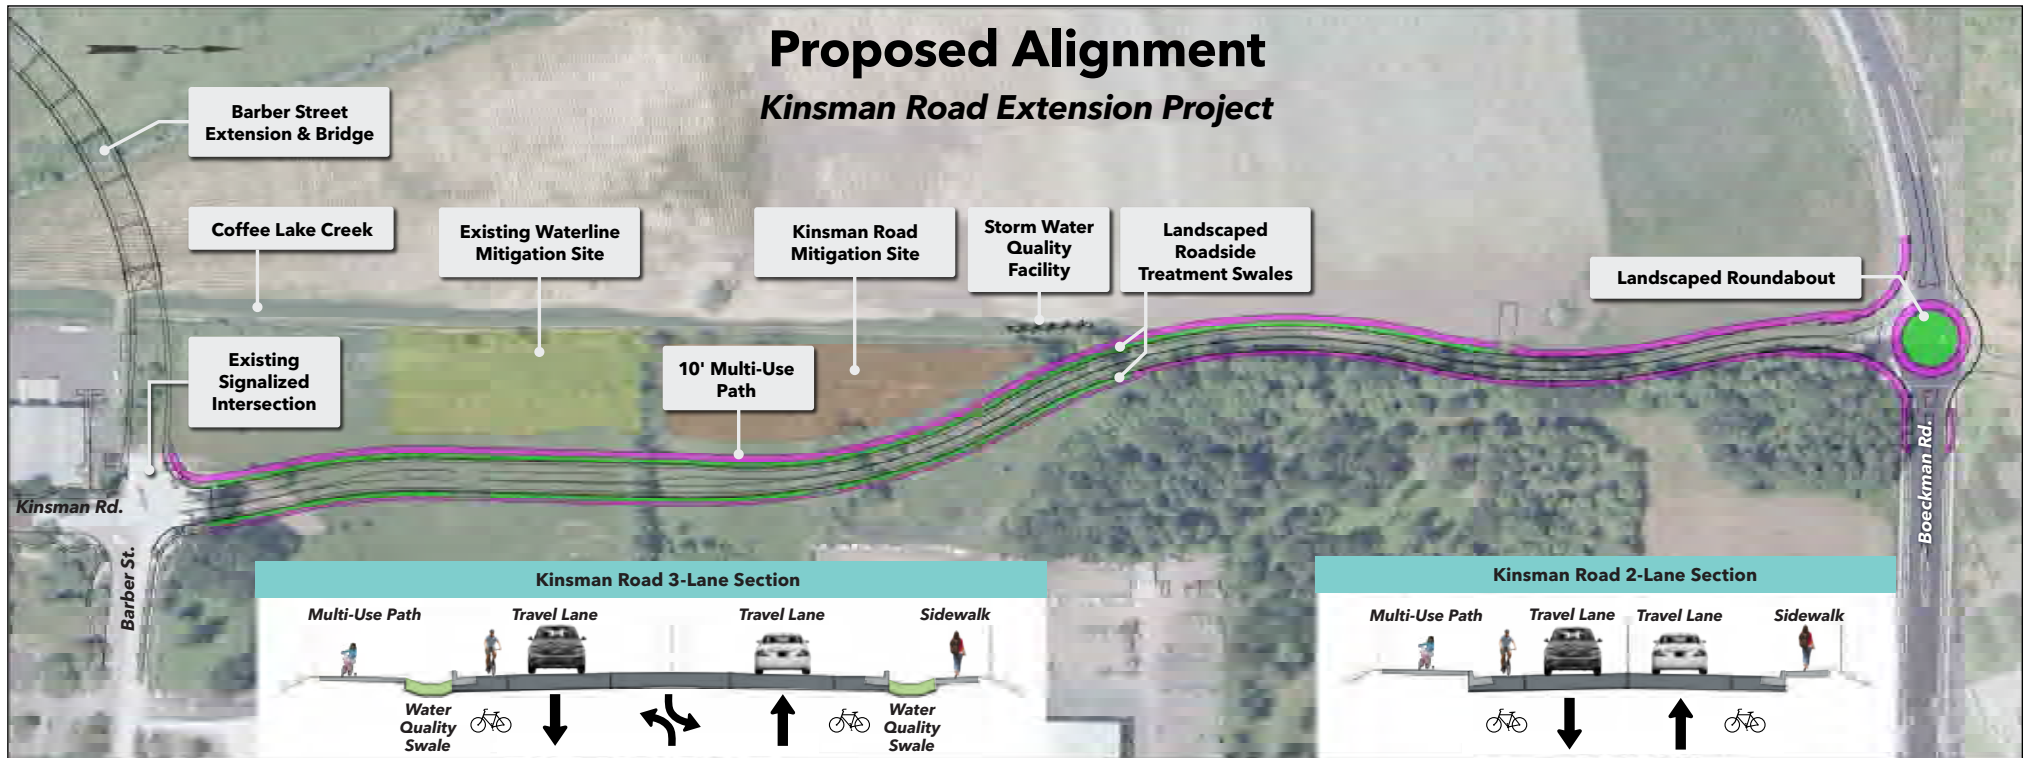 Proposed Alignment
Kinsman Road Extension Project
N
Barber Street
Extension & Bridge
Coffee Lake Creek
Existing Waterline
Mitigation Site
Kinsman Road
Mitigation Site
Storm Water
Quality
Facility
Landscaped
Roadside
Treatment Swales
Landscaped Roundabout
Existing
Signalized
Intersection
10' Multi-Use
Path
Kinsman Rd.
Barber St.
Boeckman Rd.
Kinsman Road 3-Lane Section
Multi-Use Path
Travel Lane
Travel Lane
Sidewalk
Water
Quality
Swale
Water
Quality
Swale
Kinsman Road 2-Lane Section
Multi-Use Path
Travel Lane
Travel Lane
Sidewalk